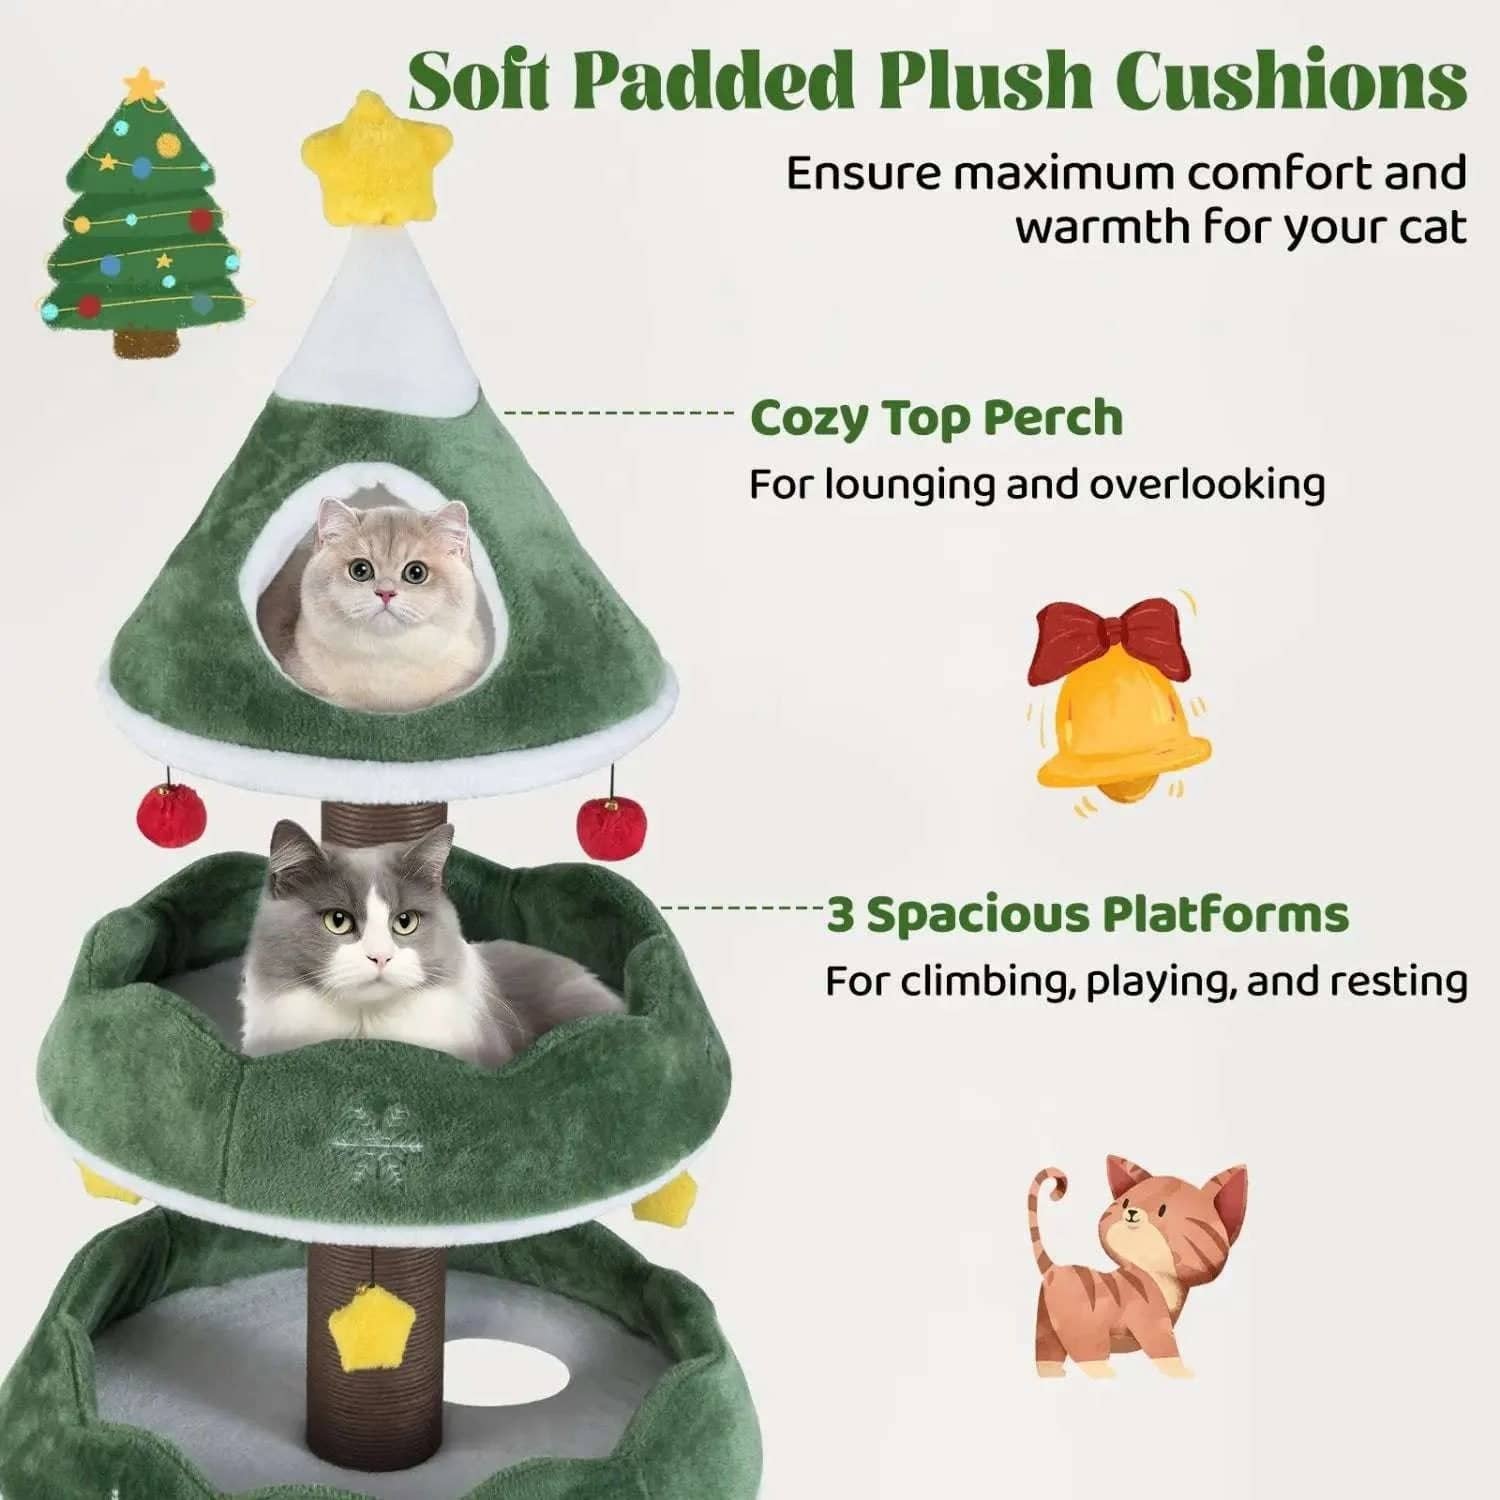 Soft Padded Plush Cushions
Ensure maximum comfort and
warmth for your cat
Cozy Top Perch
For lounging and overlooking
3 Spacious Platforms
For climbing, playing, and resting